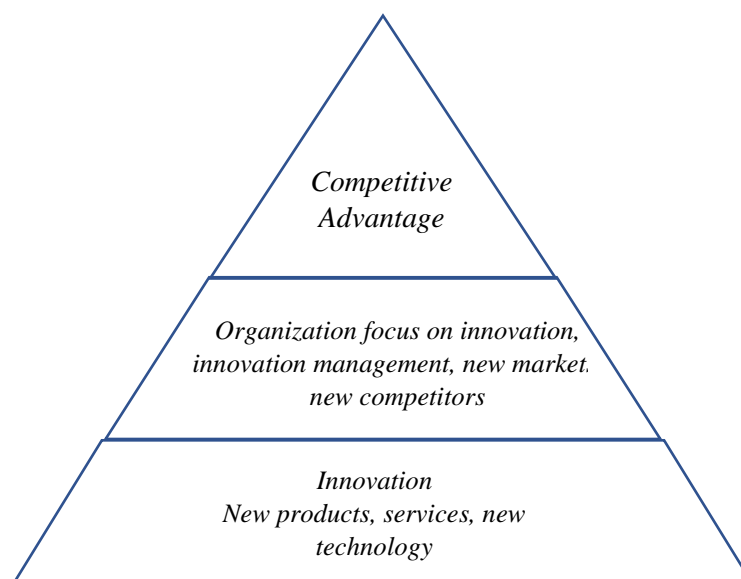 Competitive
Advantage
Organization focus on innovation,
innovation management, new market
new competitors
Innovation
New products, services, new
technology